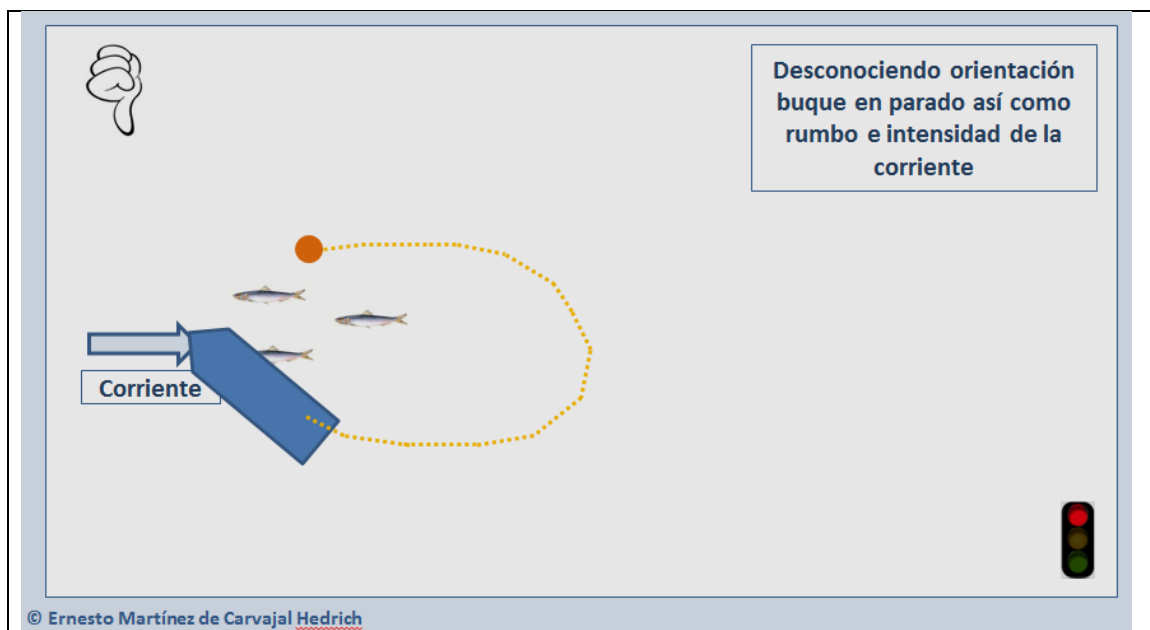 Desconociendo orientación
buque en parado así como
rumbo e intensidad de la
corriente
Corriente
© Ernesto Martínez de Carvajal Hedrich